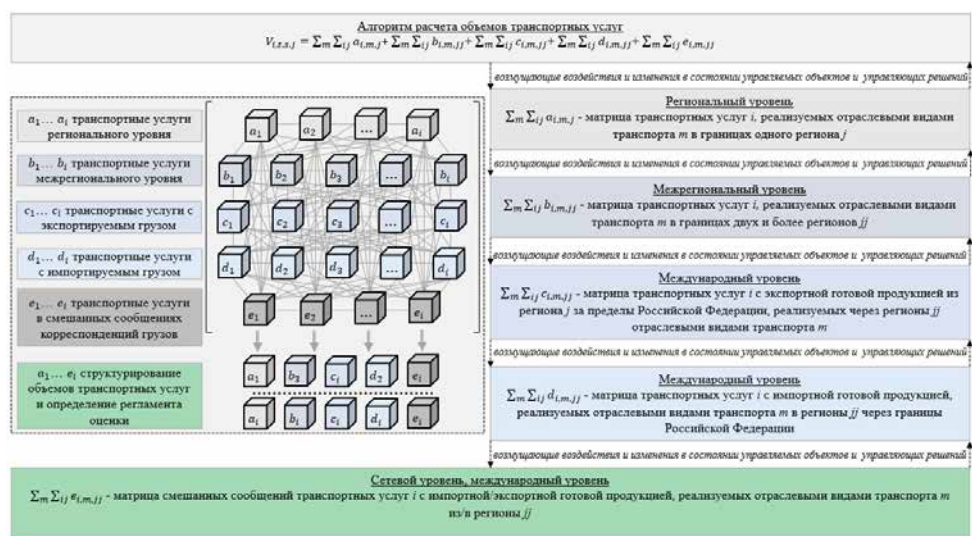 Алгоритм расчета объемов транспортных услуг
V_{i,z,s,j} = ∑_m ∑_{ij} a_{i,m,j} + ∑_m ∑_{ij} b_{i,m,jj} + ∑_m ∑_{ij} c_{i,m,jj} + ∑_m ∑_{ij} d_{i,m,jj} + ∑_m ∑_{ij} e_{i,m,jj}
возмущающие воздействия и изменения в состоянии управляемых объектов и управляющих решений
a₁… aᵢ транспортные услуги
регионального уровня
b₁… bᵢ транспортные услуги
межрегионального уровня
c₁… cᵢ транспортные услуги с
экспортируемым грузом
d₁… dᵢ транспортные услуги
с импортируемым грузом
e₁… eᵢ транспортные услуги
в смешанных сообщениях
корреспонденций грузов
a₁… eᵢ структурирование
объемов транспортных услуг
и определение регламента
оценки
a₁ a₂ … aᵢ
b₁ b₂ b₃ … bᵢ
c₁ c₂ c₃ … cᵢ
d₁ d₂ d₃ … dᵢ
e₁ e₂ … eᵢ
a₁ b₃ cᵢ d₂ eᵢ
aᵢ bᵢ cᵢ dᵢ eᵢ
Региональный уровень
∑_m ∑_{ij} a_{i,m,j} - матрица транспортных услуг i, реализуемых отраслевыми видами
транспорта m в границах одного региона j
возмущающие воздействия и изменения в состоянии управляемых объектов и управляющих решений
Межрегиональный уровень
∑_m ∑_{ij} b_{i,m,jj} - матрица транспортных услуг i, реализуемых отраслевыми видами
транспорта m в границах двух и более регионов jj
возмущающие воздействия и изменения в состоянии управляемых объектов и управляющих решений
Международный уровень
∑_m ∑_{ij} c_{i,m,jj} - матрица транспортных услуг i с экспортной готовой продукцией из
региона j за пределы Российской Федерации, реализуемых через регионы jj
отраслевыми видами транспорта m
возмущающие воздействия и изменения в состоянии управляемых объектов и управляющих решений
Международный уровень
∑_m ∑_{ij} d_{i,m,jj} - матрица транспортных услуг i с импортной готовой продукцией,
реализуемых отраслевыми видами транспорта m в регионы jj через границы
Российской Федерации
возмущающие воздействия и изменения в состоянии управляемых объектов и управляющих решений
Сетевой уровень, международный уровень
∑_m ∑_{ij} e_{i,m,jj} - матрица смешанных сообщений транспортных услуг i с импортной/экспортной готовой продукцией, реализуемых отраслевыми видами транспорта m
из/в регионы jj